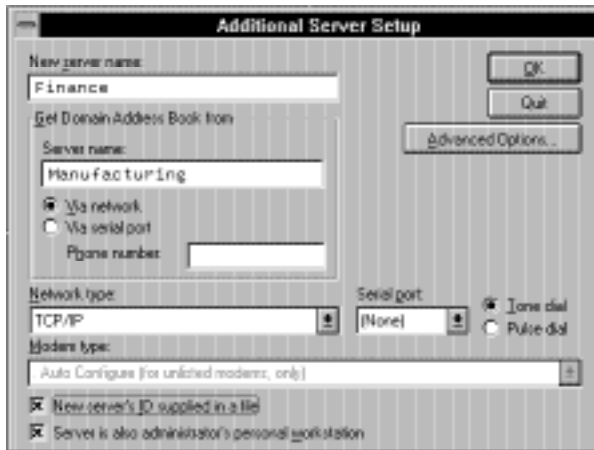 Additional Server Setup
New server name:
Finance
OK
Quit
Advanced Options...
Get Domain Address Book from
Server name:
Manufacturing
Via network
Via serial port
Phone number:
Network type:
TCP/IP
Serial port:
(None)
Tone dial
Pulse dial
Modem type:
Auto Configure (for unlisted modems, only)
New server's ID supplied in a file
Server is also administrator's personal workstation